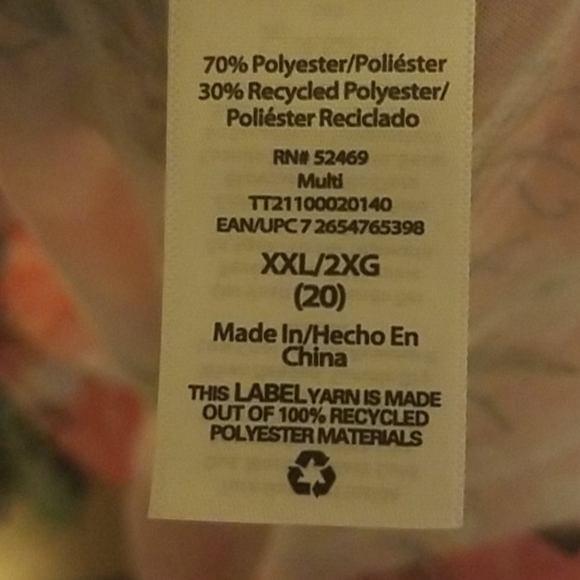 70% Polyester/Poliéster
30% Recycled Polyester/
Poliéster Reciclado
RN# 52469
Multi
TT21100020140
EAN/UPC 7 2654765398
XXL/2XG
(20)
Made In/Hecho En
China
THIS LABEL YARN IS MADE
OUT OF 100% RECYCLED
POLYESTER MATERIALS